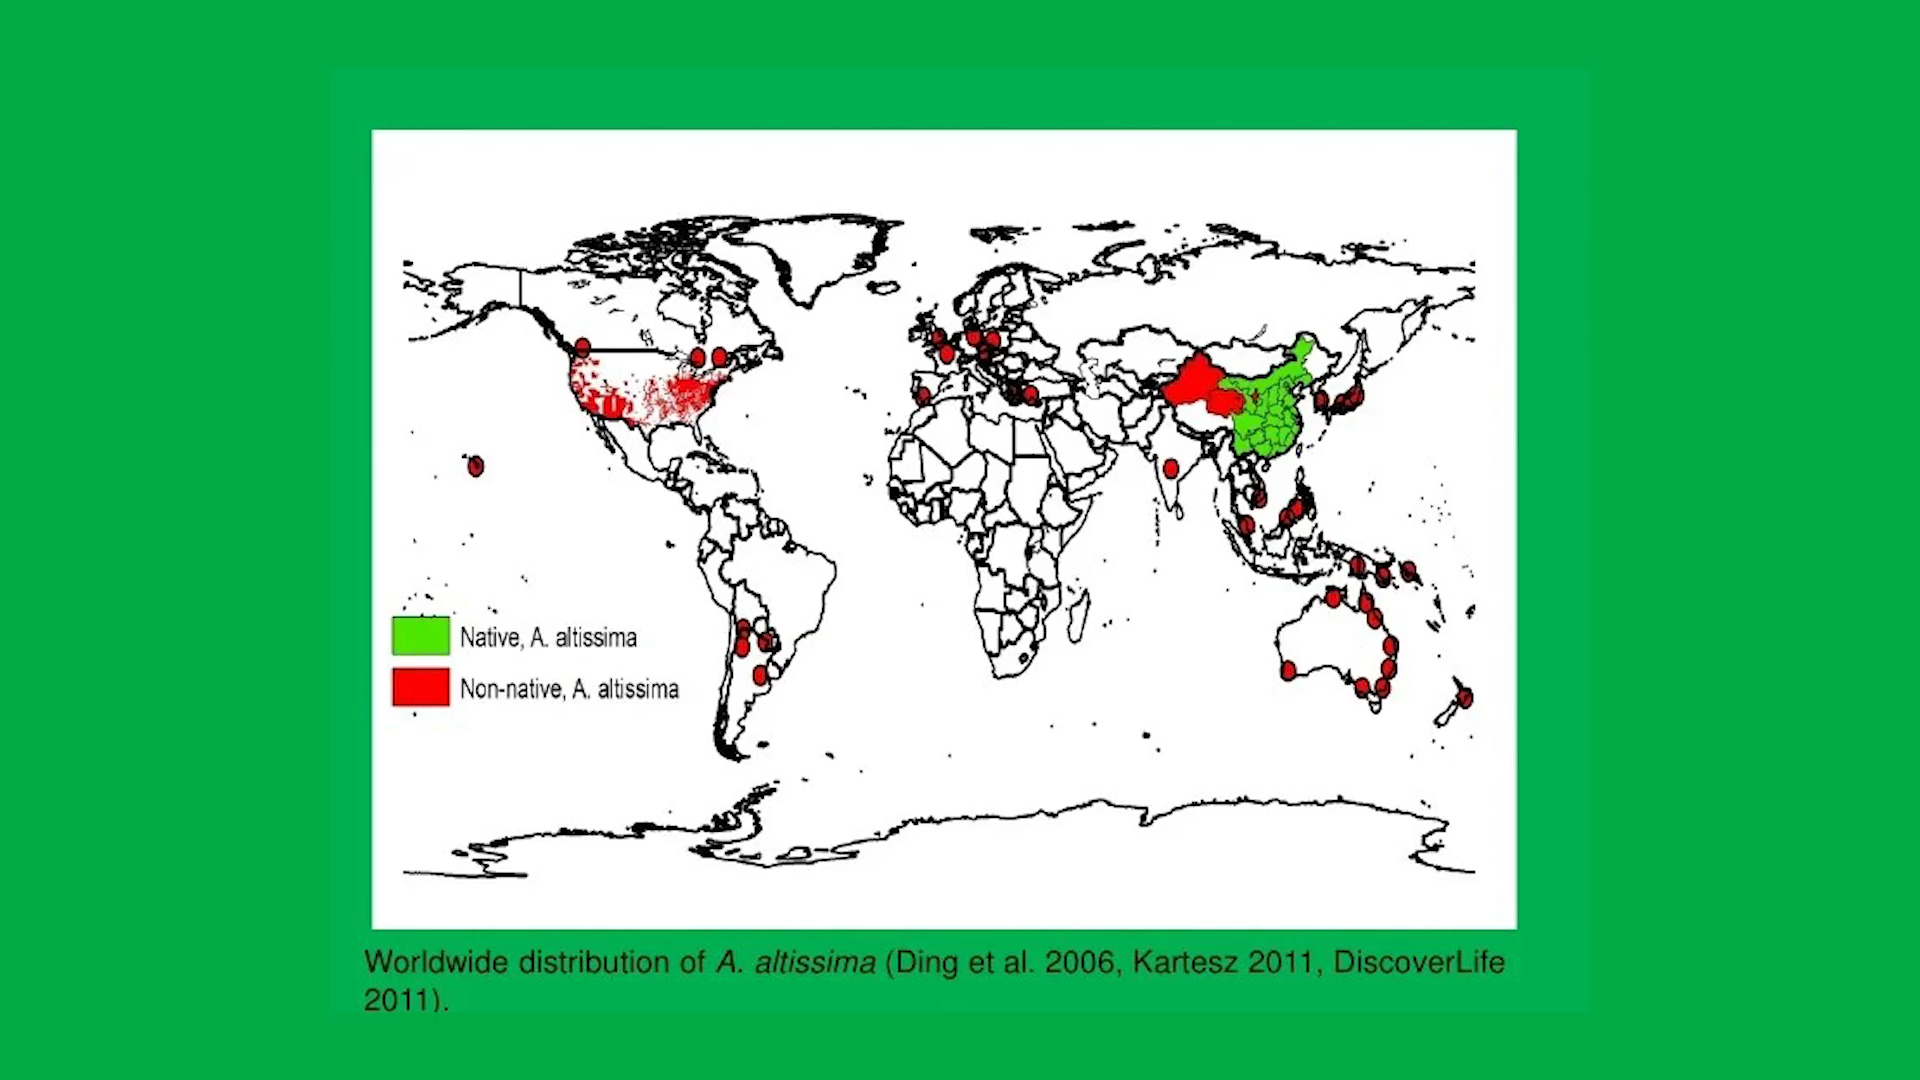 Native, A. altissima
Non-native, A. altissima
Worldwide distribution of A. altissima (Ding et al. 2006, Kartesz 2011, DiscoverLife
2011).